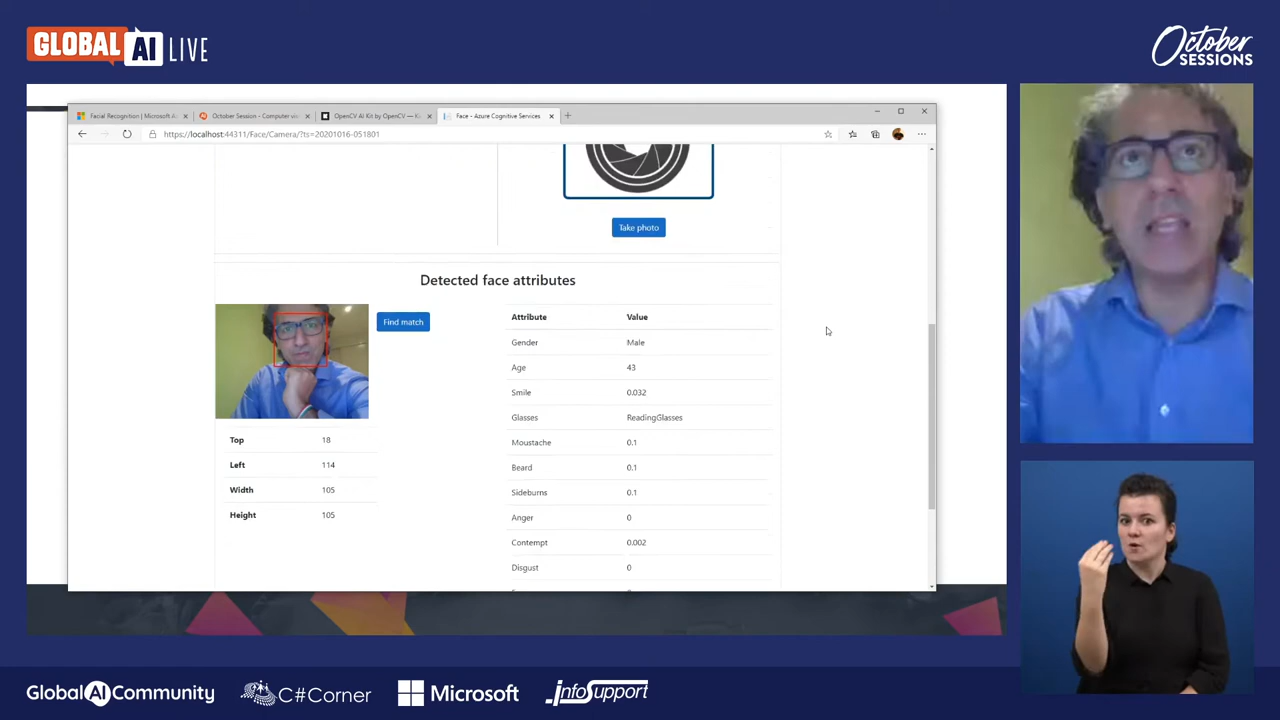 GLOBAL AI LIVE
October
SESSIONS
Facial Recognition | Microsoft A
October Session - Computer vis
OpenCV AI Kit by OpenCV — Ki
Face - Azure Cognitive Services
https://localhost:44311/Face/Camera/?ts=20201016-051801
Take photo
Detected face attributes
Find match
Top 18
Left 114
Width 105
Height 105
Attribute Value
Gender Male
Age 43
Smile 0.032
Glasses ReadingGlasses
Moustache 0.1
Beard 0.1
Sideburns 0.1
Anger 0
Contempt 0.002
Disgust 0
Global AI Community
C#Corner
Microsoft
infoSupport